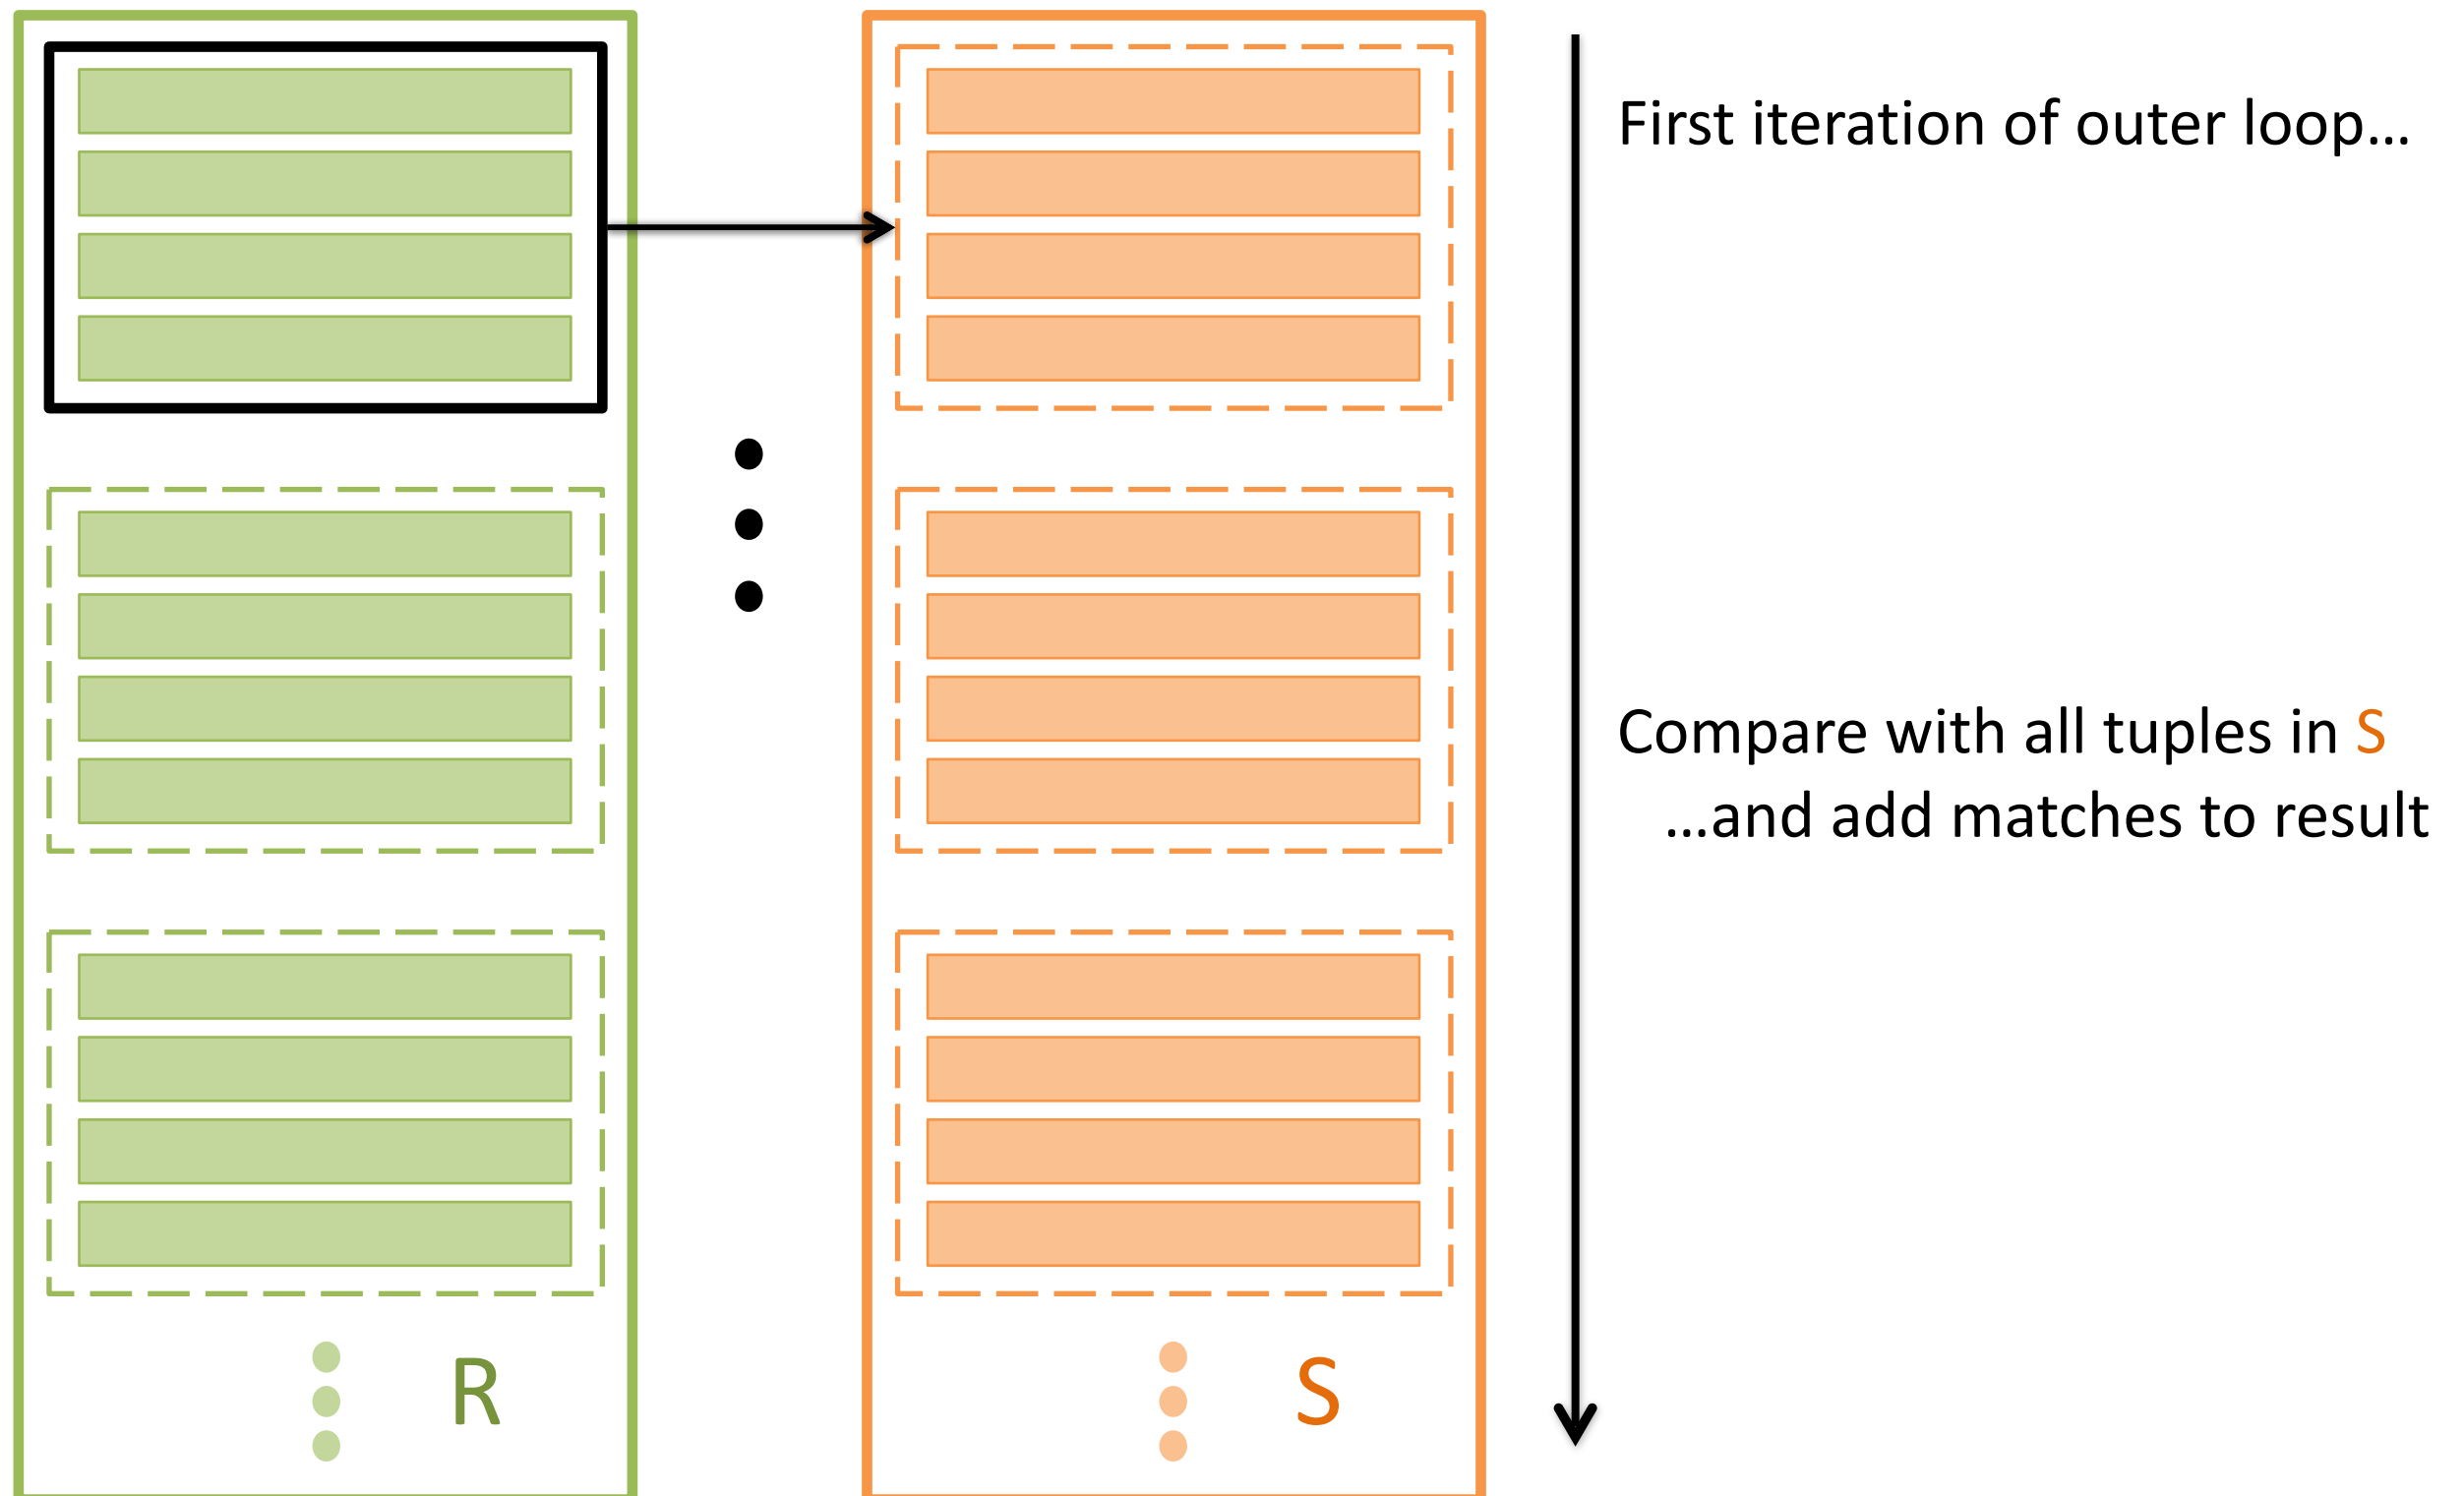 First iteration of outer loop...
Compare with all tuples in S
...and add matches to result
R
S